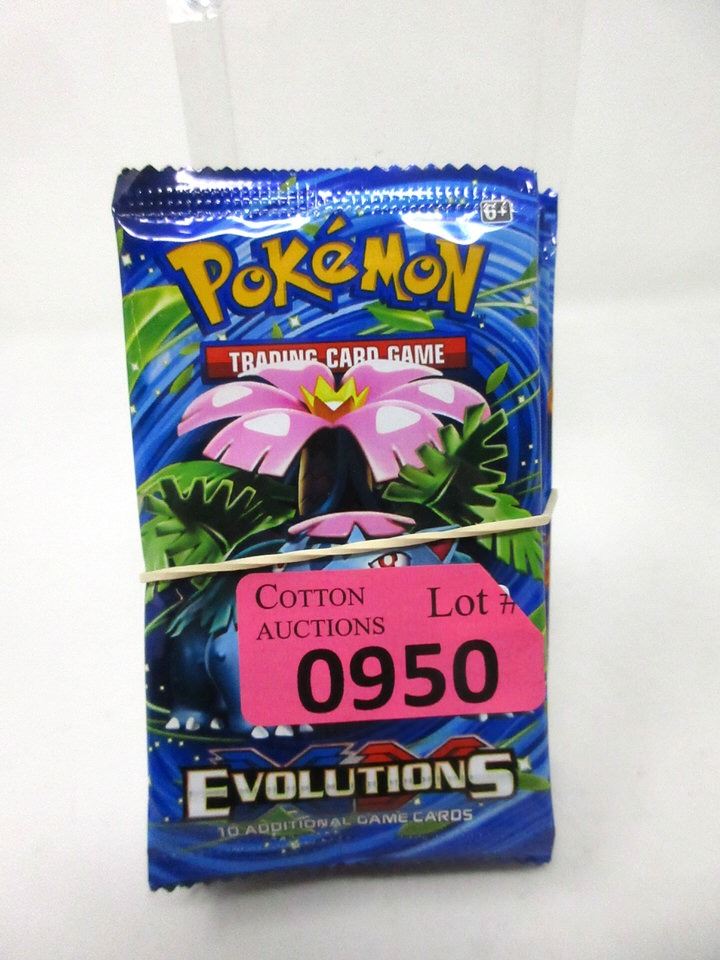 6+
POKéMON
TRADING CARD GAME
COTTON AUCTIONS
Lot #
0950
XY
EVOLUTIONS
10 ADDITIONAL GAME CARDS